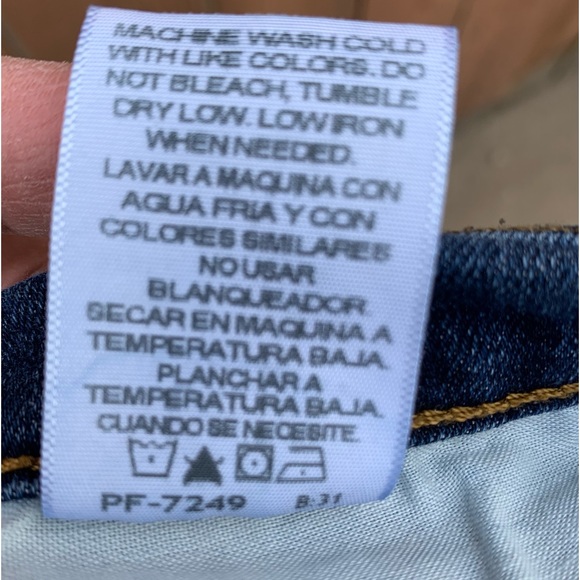 MACHINE WASH COLD
WITH LIKE COLORS. DO
NOT BLEACH, TUMBLE
DRY LOW. LOW IRON
WHEN NEEDED.
LAVAR A MAQUINA CON
AGUA FRIA Y CON
COLORES SIMILARES
NO USAR
BLANQUEADOR.
SECAR EN MAQUINA A
TEMPERATURA BAJA.
PLANCHAR A
TEMPERATURA BAJA.
CUANDO SE NECESITE.
PF-7249 B:31